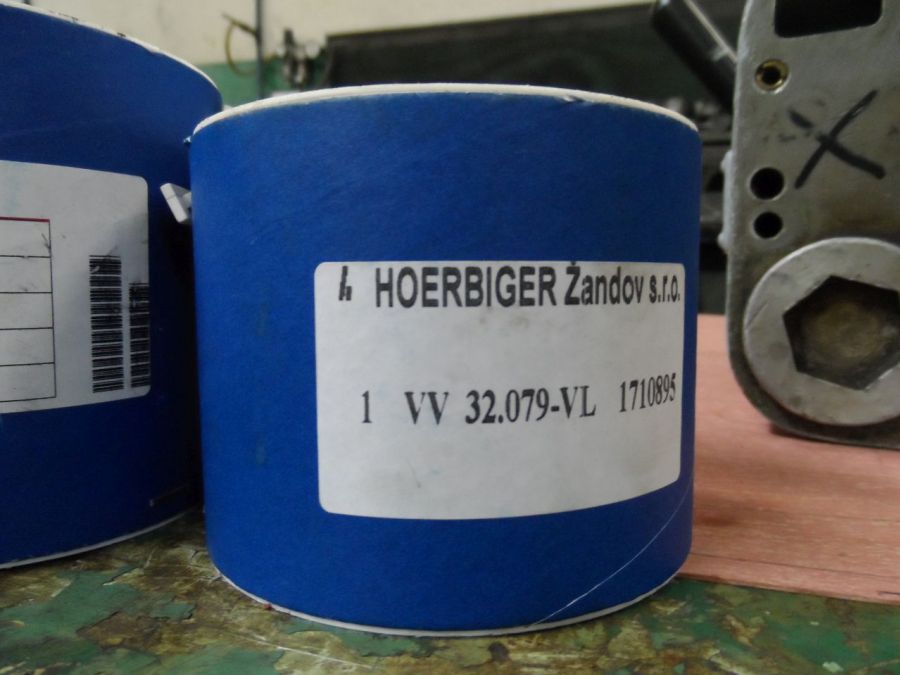 HOERBIGER Žandov s.r.o.
1 VV 32.079-VL 1710895